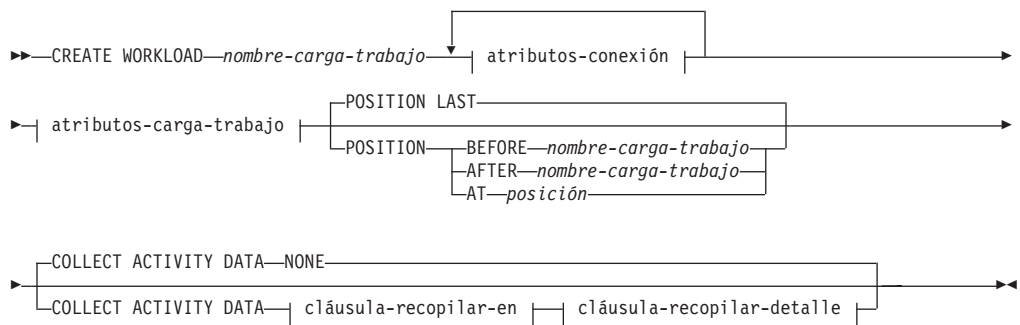 CREATE WORKLOAD nombre-carga-trabajo atributos-conexión
atributos-carga-trabajo POSITION LAST
POSITION BEFORE nombre-carga-trabajo
AFTER nombre-carga-trabajo
AT posición
COLLECT ACTIVITY DATA NONE
COLLECT ACTIVITY DATA cláusula-recopilar-en cláusula-recopilar-detalle